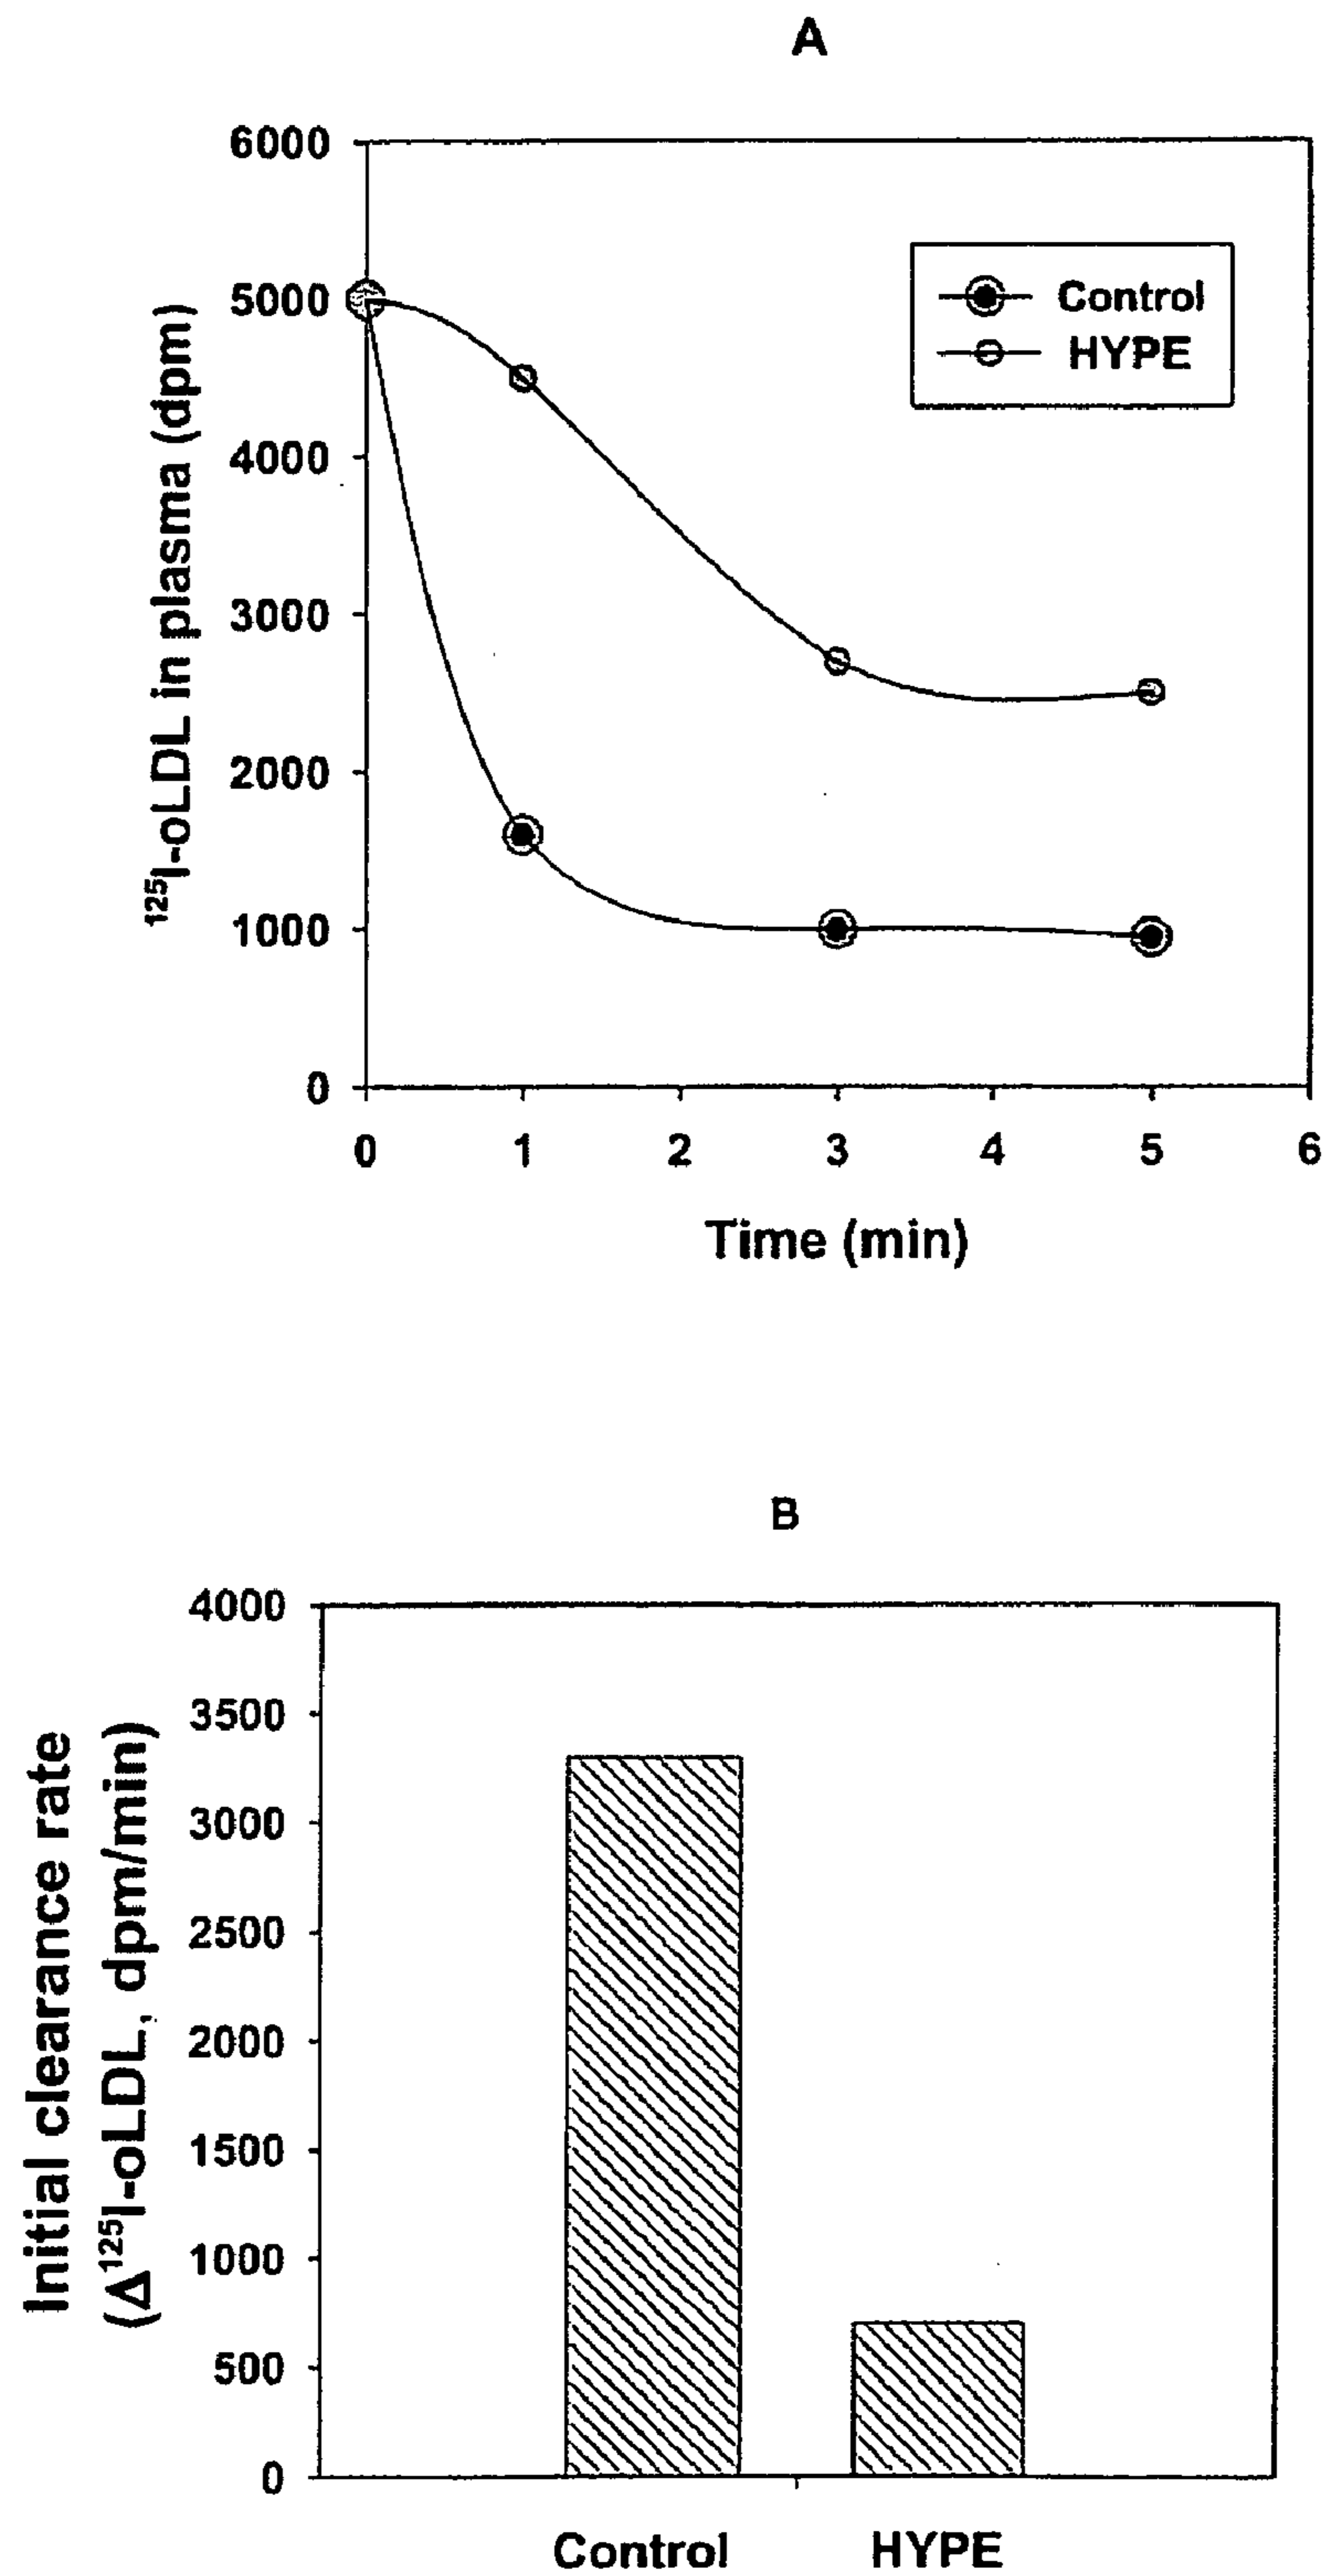 A
6000
5000
4000
3000
2000
1000
0
¹²⁵I-oLDL in plasma (dpm)
Control
HYPE
0 1 2 3 4 5 6
Time (min)
B
4000
3500
3000
2500
2000
1500
1000
500
0
Initial clearance rate
(Δ¹²⁵I-oLDL, dpm/min)
Control HYPE